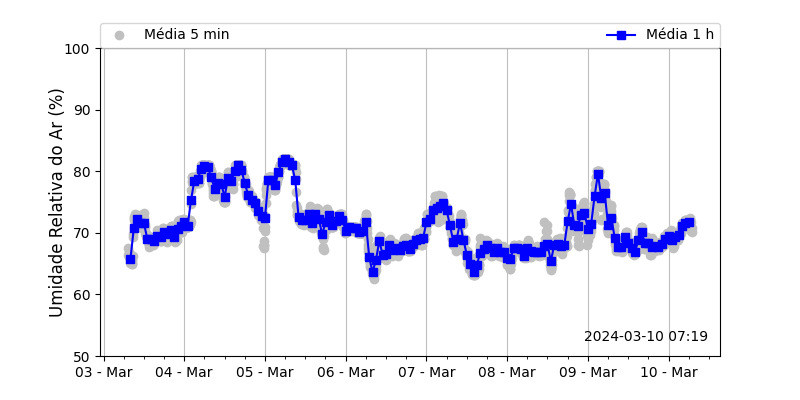 Média 5 min
Média 1 h
Umidade Relativa do Ar (%)
100
90
80
70
60
50
2024-03-10 07:19
03 - Mar
04 - Mar
05 - Mar
06 - Mar
07 - Mar
08 - Mar
09 - Mar
10 - Mar